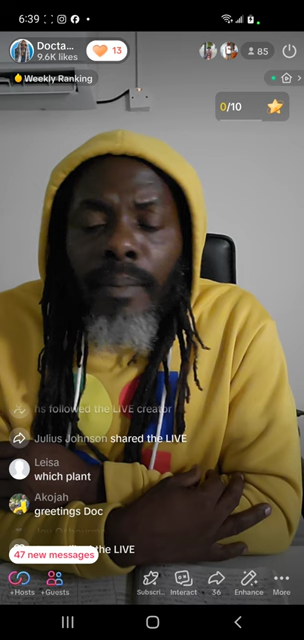 6:39
Docta...
9.6K likes
13
85
Weekly Ranking
0/10
hs followed the LIVE creator
Julius Johnson shared the LIVE
Leisa
which plant
Akojah
greetings Doc
47 new messages
the LIVE
+Hosts
+Guests
Subscri...
Interact
36
Enhance
More